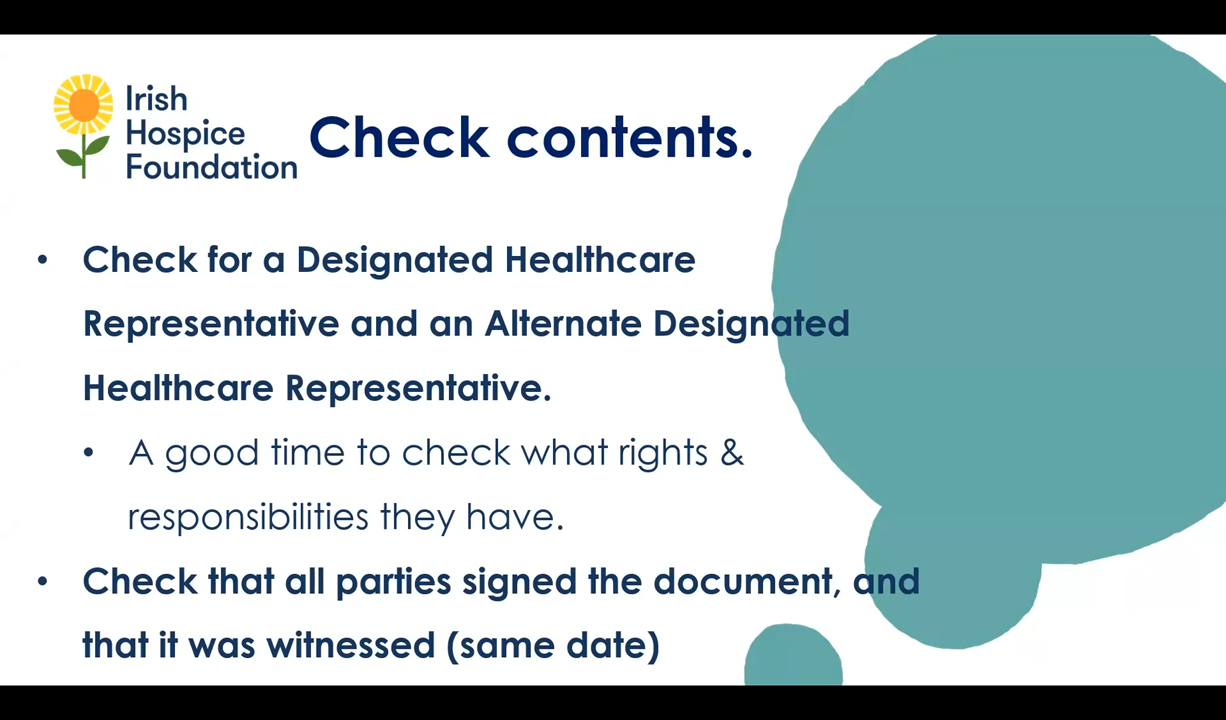 Irish
Hospice
Foundation
Check contents.
• Check for a Designated Healthcare
Representative and an Alternate Designated
Healthcare Representative.
• A good time to check what rights &
responsibilities they have.
• Check that all parties signed the document, and
that it was witnessed (same date)